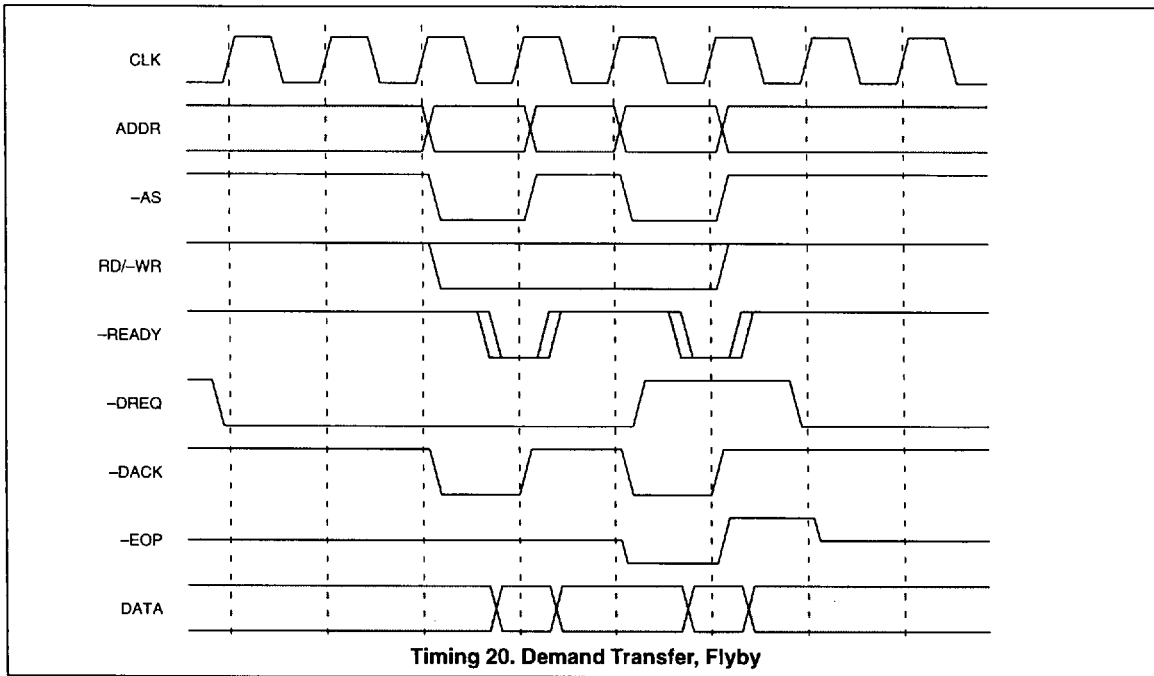 CLK
ADDR
–AS
RD/–WR
–READY
–DREQ
–DACK
–EOP
DATA
Timing 20. Demand Transfer, Flyby